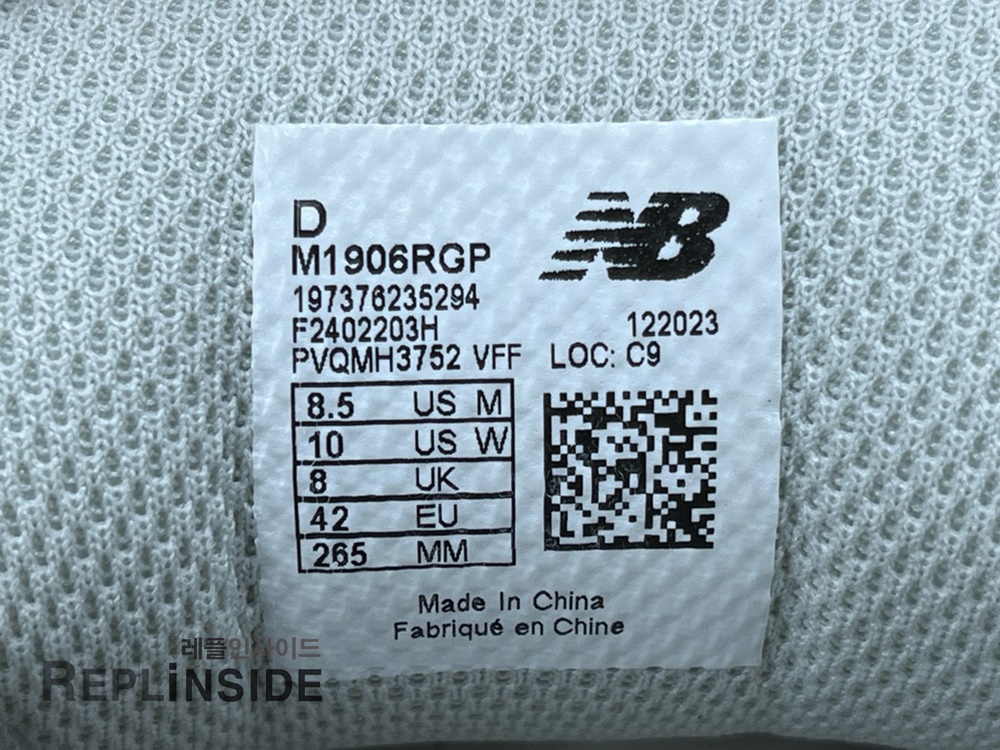 D
NB
M1906RGP
197376235294
F2402203H 122023
PVQMH3752 VFF LOC: C9
8.5 US M
10 US W
8 UK
42 EU
265 MM
Made In China
Fabriqué en Chine
레플인사이드
REPLiNSIDE